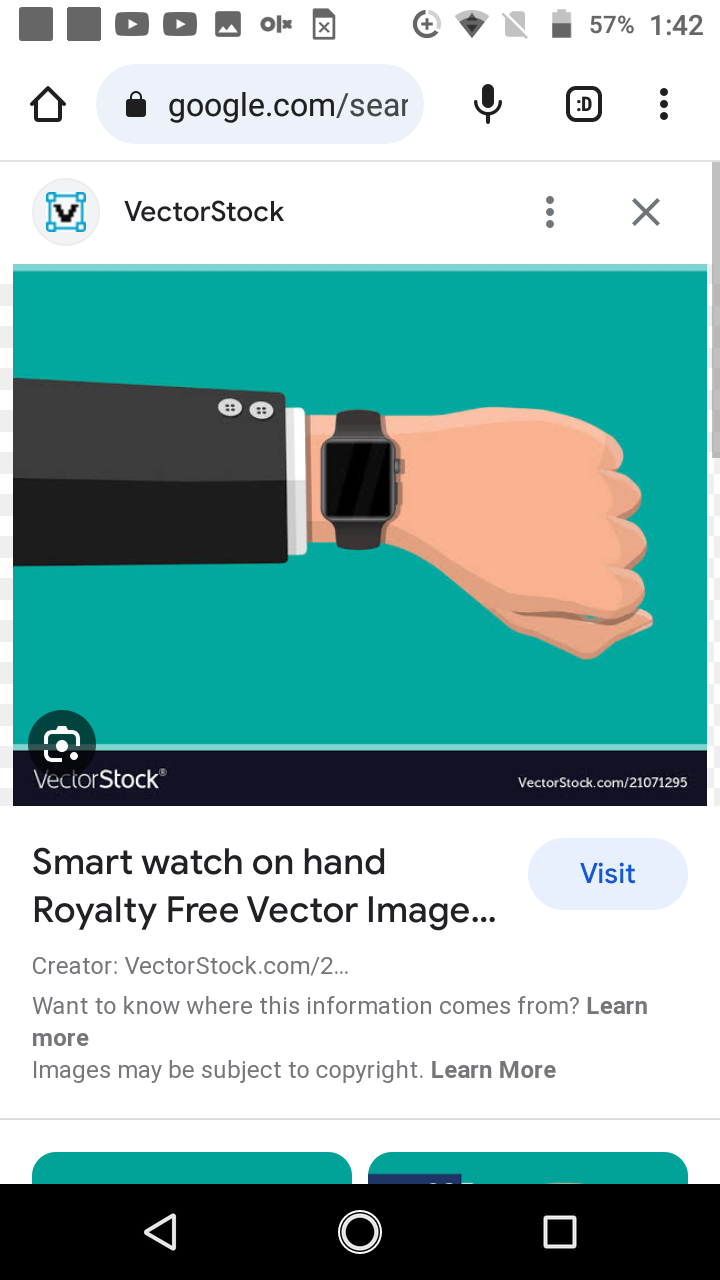 olx
57% 1:42
google.com/sear
:D
VectorStock
VectorStock®
VectorStock.com/21071295
Smart watch on hand
Royalty Free Vector Image...
Visit
Creator: VectorStock.com/2...
Want to know where this information comes from? Learn
more
Images may be subject to copyright. Learn More